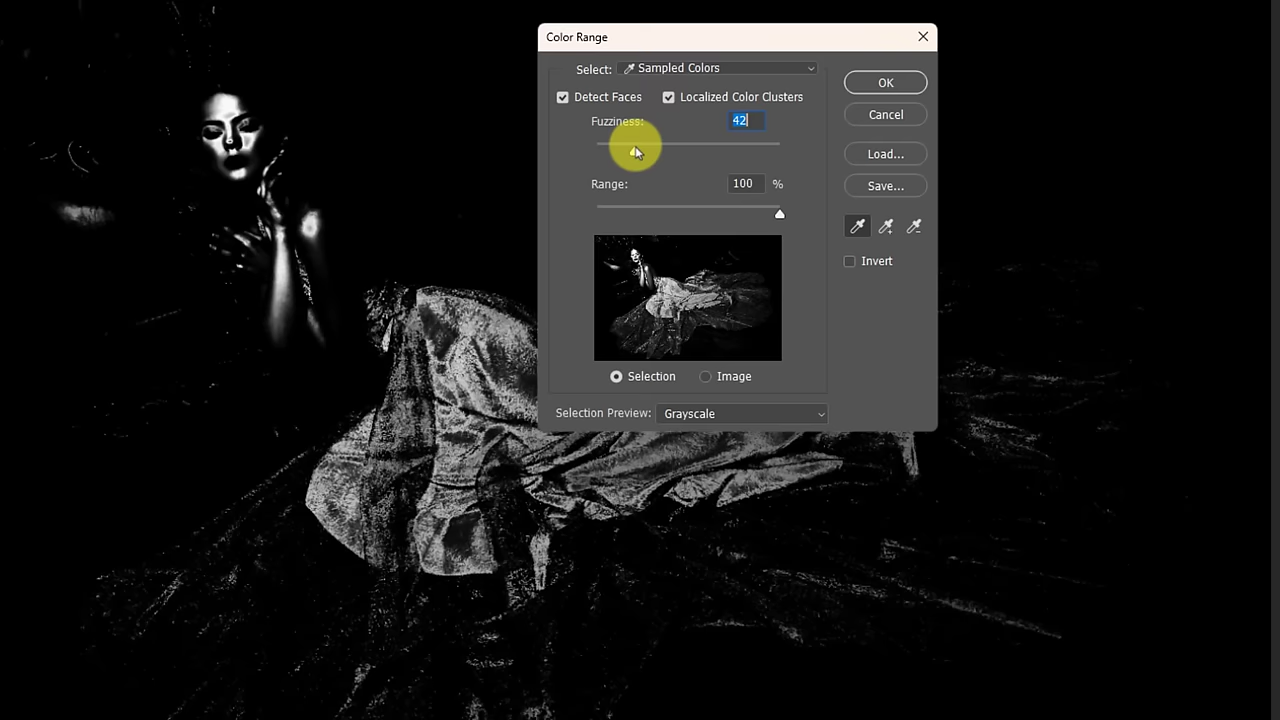 Color Range
Select: Sampled Colors
OK
Detect Faces Localized Color Clusters
Fuzziness: 42
Cancel
Load...
Range: 100 %
Save...
Invert
Selection Image
Selection Preview: Grayscale